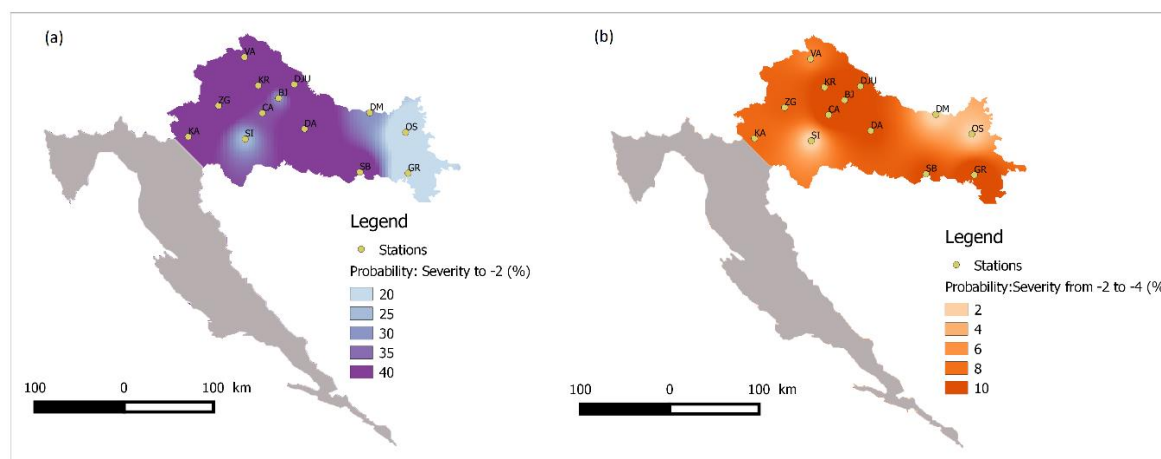 (a)
VA
KR
DJU
BJ
ZG
CA
DM
KA
SI
DA
OS
SB
GR
Legend
Stations
Probability: Severity to -2 (%)
20
25
30
35
40
100 0 100 km
(b)
VA
KR
DJU
BJ
ZG
CA
DM
KA
SI
DA
OS
SB
GR
Legend
Stations
Probability:Severity from -2 to -4 (%
2
4
6
8
10
100 0 100 km